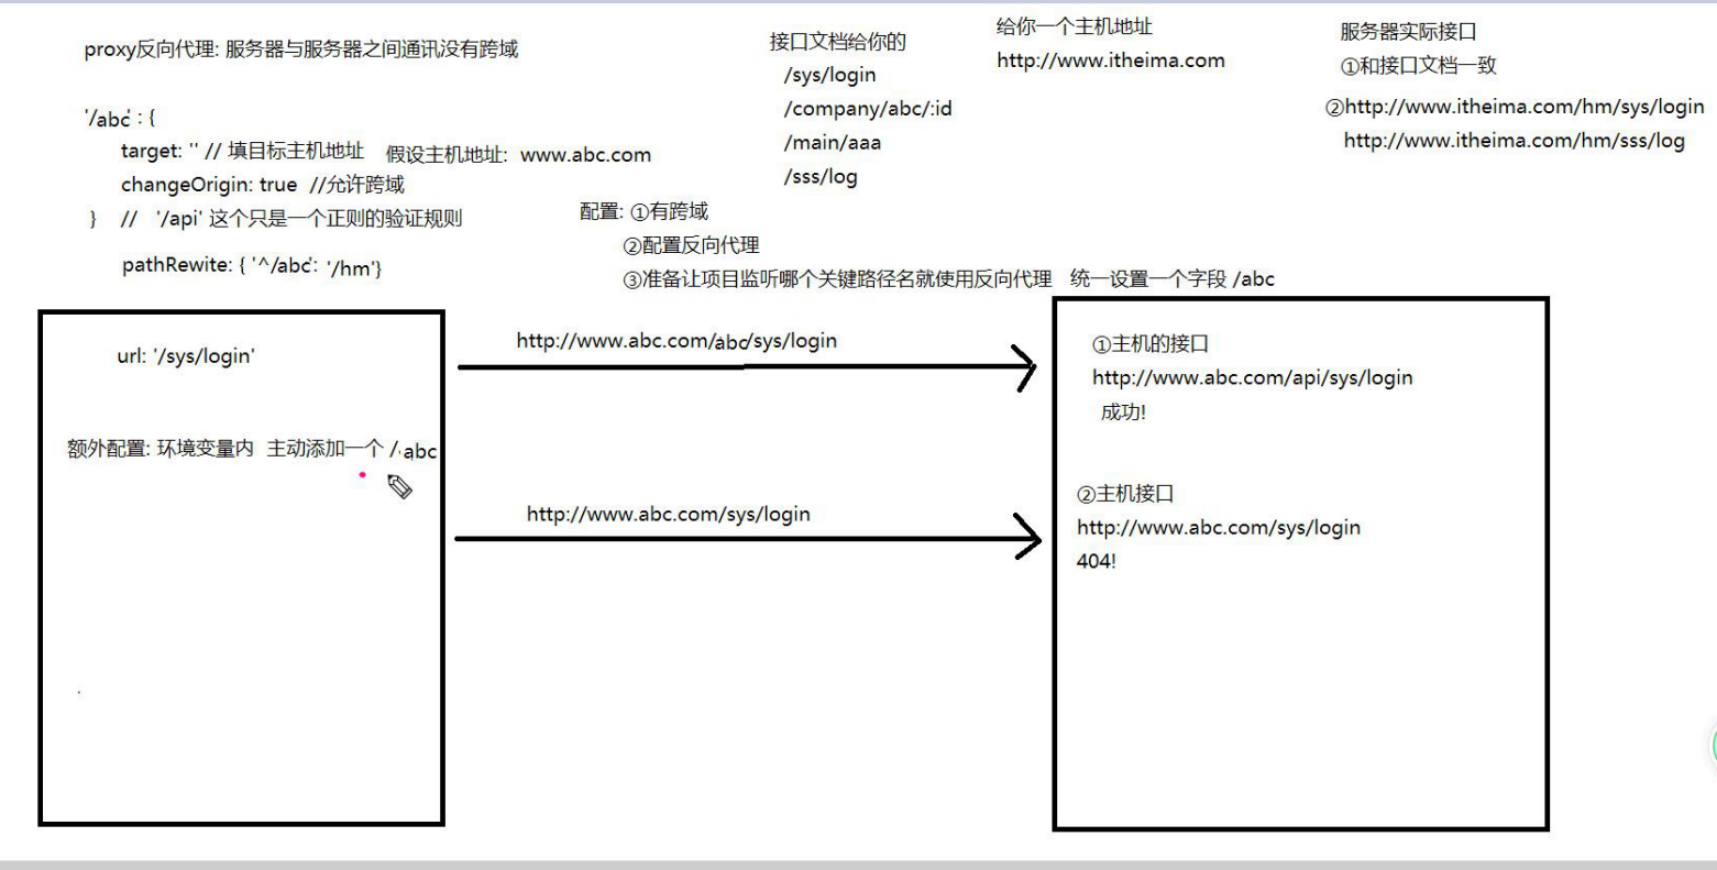 proxy反向代理: 服务器与服务器之间通讯没有跨域
'/abc' : {
target: '' // 填目标主机地址 假设主机地址: www.abc.com
changeOrigin: true //允许跨域
} // '/api' 这个只是一个正则的验证规则
pathRewite: { '^/abc': '/hm'}
接口文档给你的
/sys/login
/company/abc/:id
/main/aaa
/sss/log
给你一个主机地址
http://www.itheima.com
服务器实际接口
①和接口文档一致
②http://www.itheima.com/hm/sys/login
http://www.itheima.com/hm/sss/log
配置: ①有跨域
②配置反向代理
③准备让项目监听哪个关键路径名就使用反向代理 统一设置一个字段 /abc
url: '/sys/login'
额外配置: 环境变量内 主动添加一个 /abc
http://www.abc.com/abc/sys/login
http://www.abc.com/sys/login
①主机的接口
http://www.abc.com/api/sys/login
成功!
②主机接口
http://www.abc.com/sys/login
404!